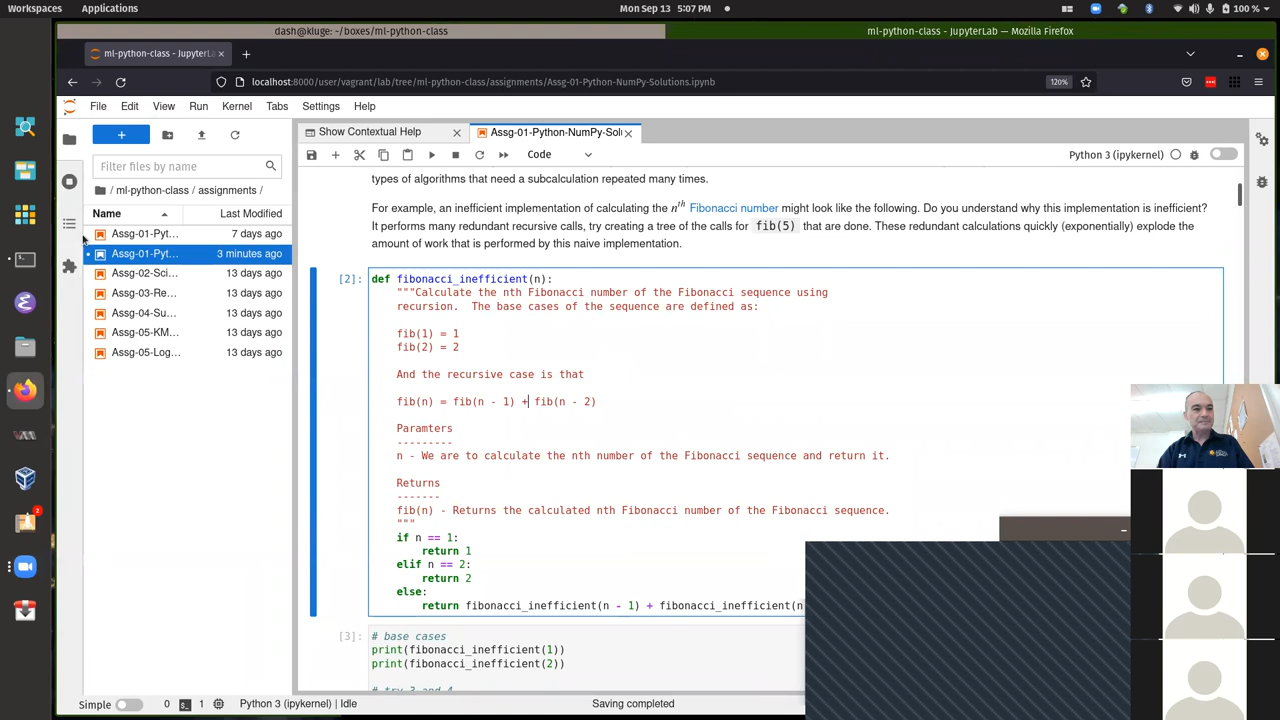 Workspaces Applications Mon Sep 13 5:07 PM 100 %
dash@kluge: ~/boxes/ml-python-class ml-python-class - JupyterLab — Mozilla Firefox
ml-python-class - JupyterLab
localhost:8000/user/vagrant/lab/tree/ml-python-class/assignments/Assg-01-Python-NumPy-Solutions.ipynb 120%
File Edit View Run Kernel Tabs Settings Help
Show Contextual Help Assg-01-Python-NumPy-Solu
Code Python 3 (ipykernel)
Filter files by name
/ ml-python-class / assignments /
Name Last Modified
Assg-01-Pyt... 7 days ago
Assg-01-Pyt... 3 minutes ago
Assg-02-Sci... 13 days ago
Assg-03-Re... 13 days ago
Assg-04-Su... 13 days ago
Assg-05-KM... 13 days ago
Assg-05-Log... 13 days ago
types of algorithms that need a subcalculation repeated many times.
For example, an inefficient implementation of calculating the nth Fibonacci number might look like the following. Do you understand why this implementation is inefficient?
It performs many redundant recursive calls, try creating a tree of the calls for fib(5) that are done. These redundant calculations quickly (exponentially) explode the
amount of work that is performed by this naive implementation.
[2]: def fibonacci_inefficient(n):
"""Calculate the nth Fibonacci number of the Fibonacci sequence using
recursion. The base cases of the sequence are defined as:
fib(1) = 1
fib(2) = 2
And the recursive case is that
fib(n) = fib(n - 1) + fib(n - 2)
Paramters
---------
n - We are to calculate the nth number of the Fibonacci sequence and return it.
Returns
-------
fib(n) - Returns the calculated nth Fibonacci number of the Fibonacci sequence.
"""
if n == 1:
return 1
elif n == 2:
return 2
else:
return fibonacci_inefficient(n - 1) + fibonacci_inefficient(n
[3]: # base cases
print(fibonacci_inefficient(1))
print(fibonacci_inefficient(2))
# try 3 and 4
Simple 0 1 Python 3 (ipykernel) | Idle Saved completed
2